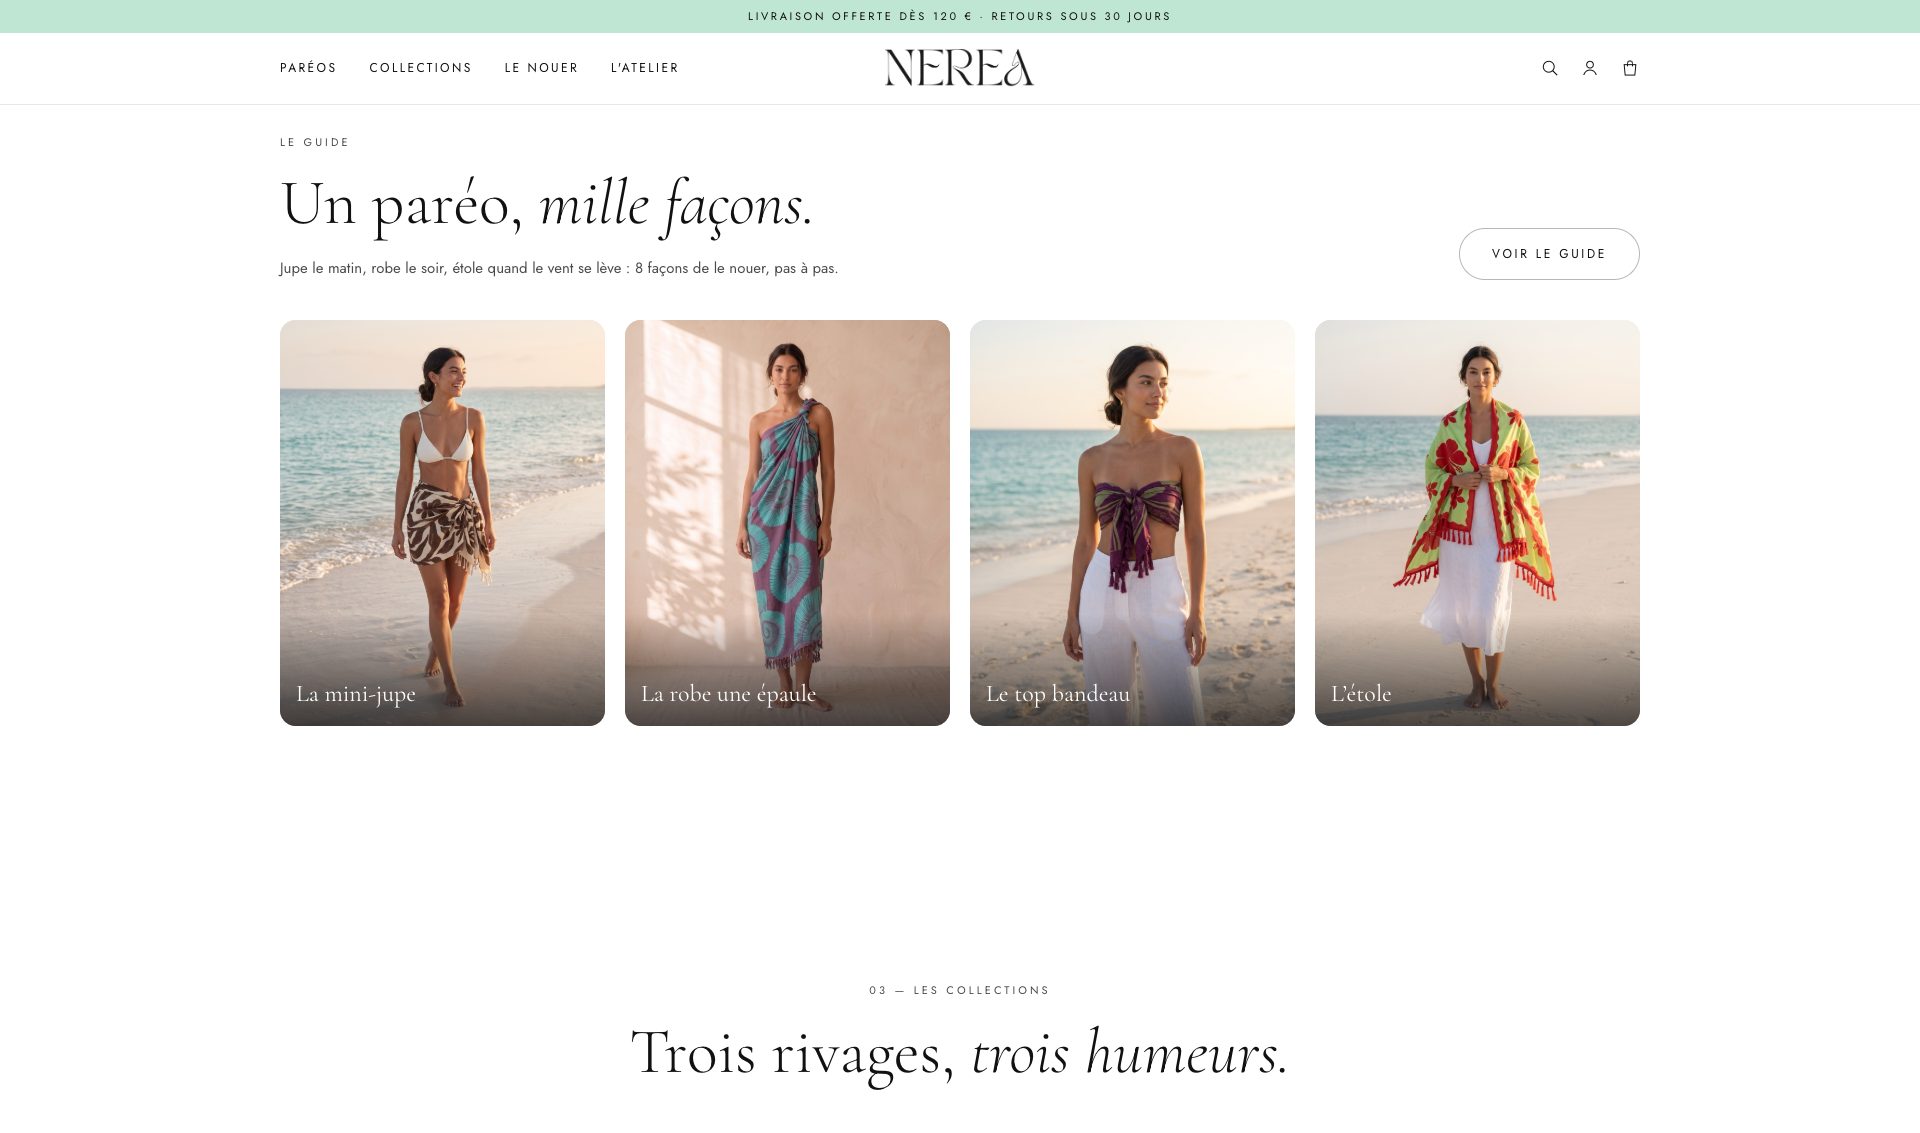 LIVRAISON OFFERTE DÈS 120 € · RETOURS SOUS 30 JOURS
PARÉOS
COLLECTIONS
LE NOUER
L'ATELIER
NEREA
LE GUIDE
Un paréo, mille façons.
Jupe le matin, robe le soir, étole quand le vent se lève : 8 façons de le nouer, pas à pas.
VOIR LE GUIDE
La mini-jupe
La robe une épaule
Le top bandeau
L’étole
03 — LES COLLECTIONS
Trois rivages, trois humeurs.